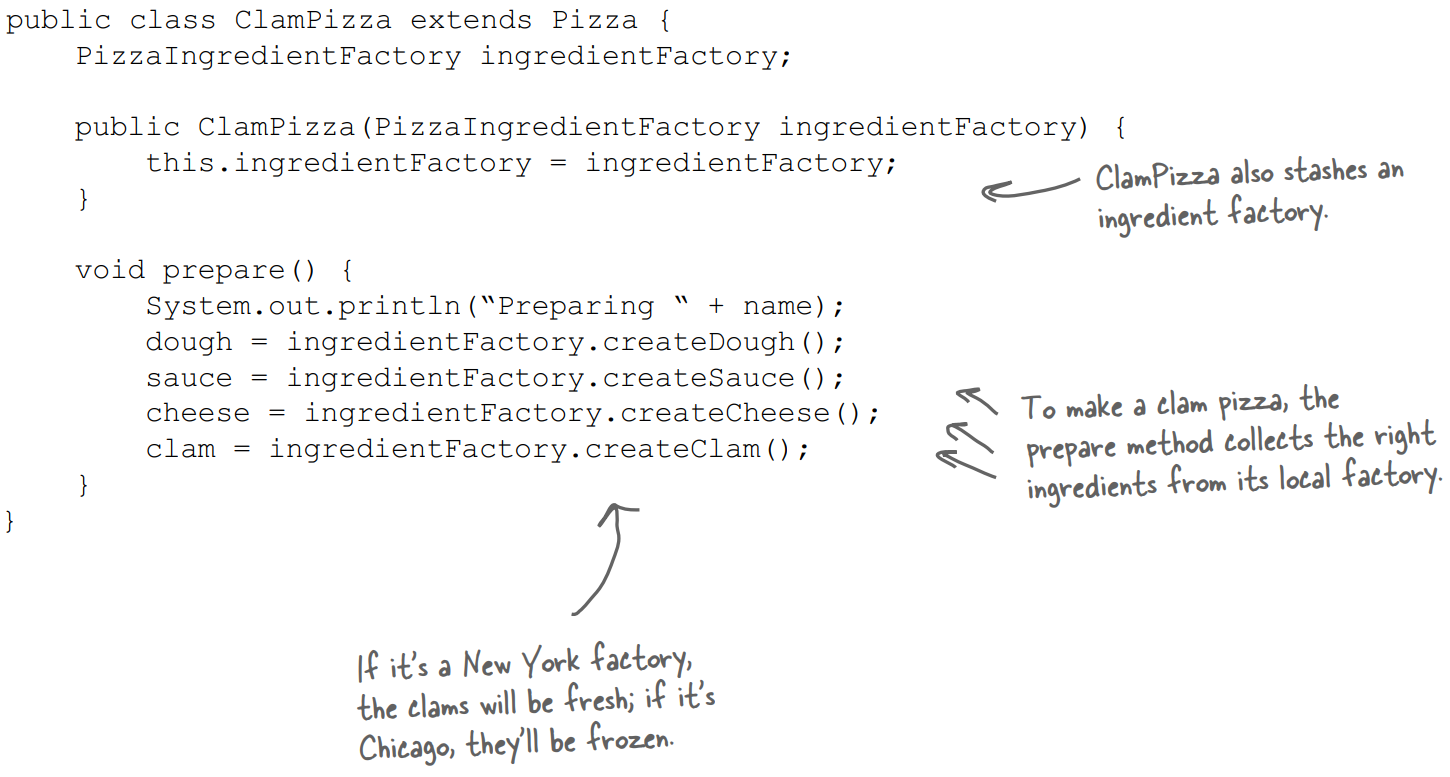 public class ClamPizza extends Pizza {
PizzaIngredientFactory ingredientFactory;
public ClamPizza(PizzaIngredientFactory ingredientFactory) {
this.ingredientFactory = ingredientFactory;
}
ClamPizza also stashes an
ingredient factory.
void prepare() {
System.out.println(“Preparing “ + name);
dough = ingredientFactory.createDough();
sauce = ingredientFactory.createSauce();
cheese = ingredientFactory.createCheese();
clam = ingredientFactory.createClam();
}
}
To make a clam pizza, the
prepare method collects the right
ingredients from its local factory.
If it's a New York factory,
the clams will be fresh; if it's
Chicago, they'll be frozen.